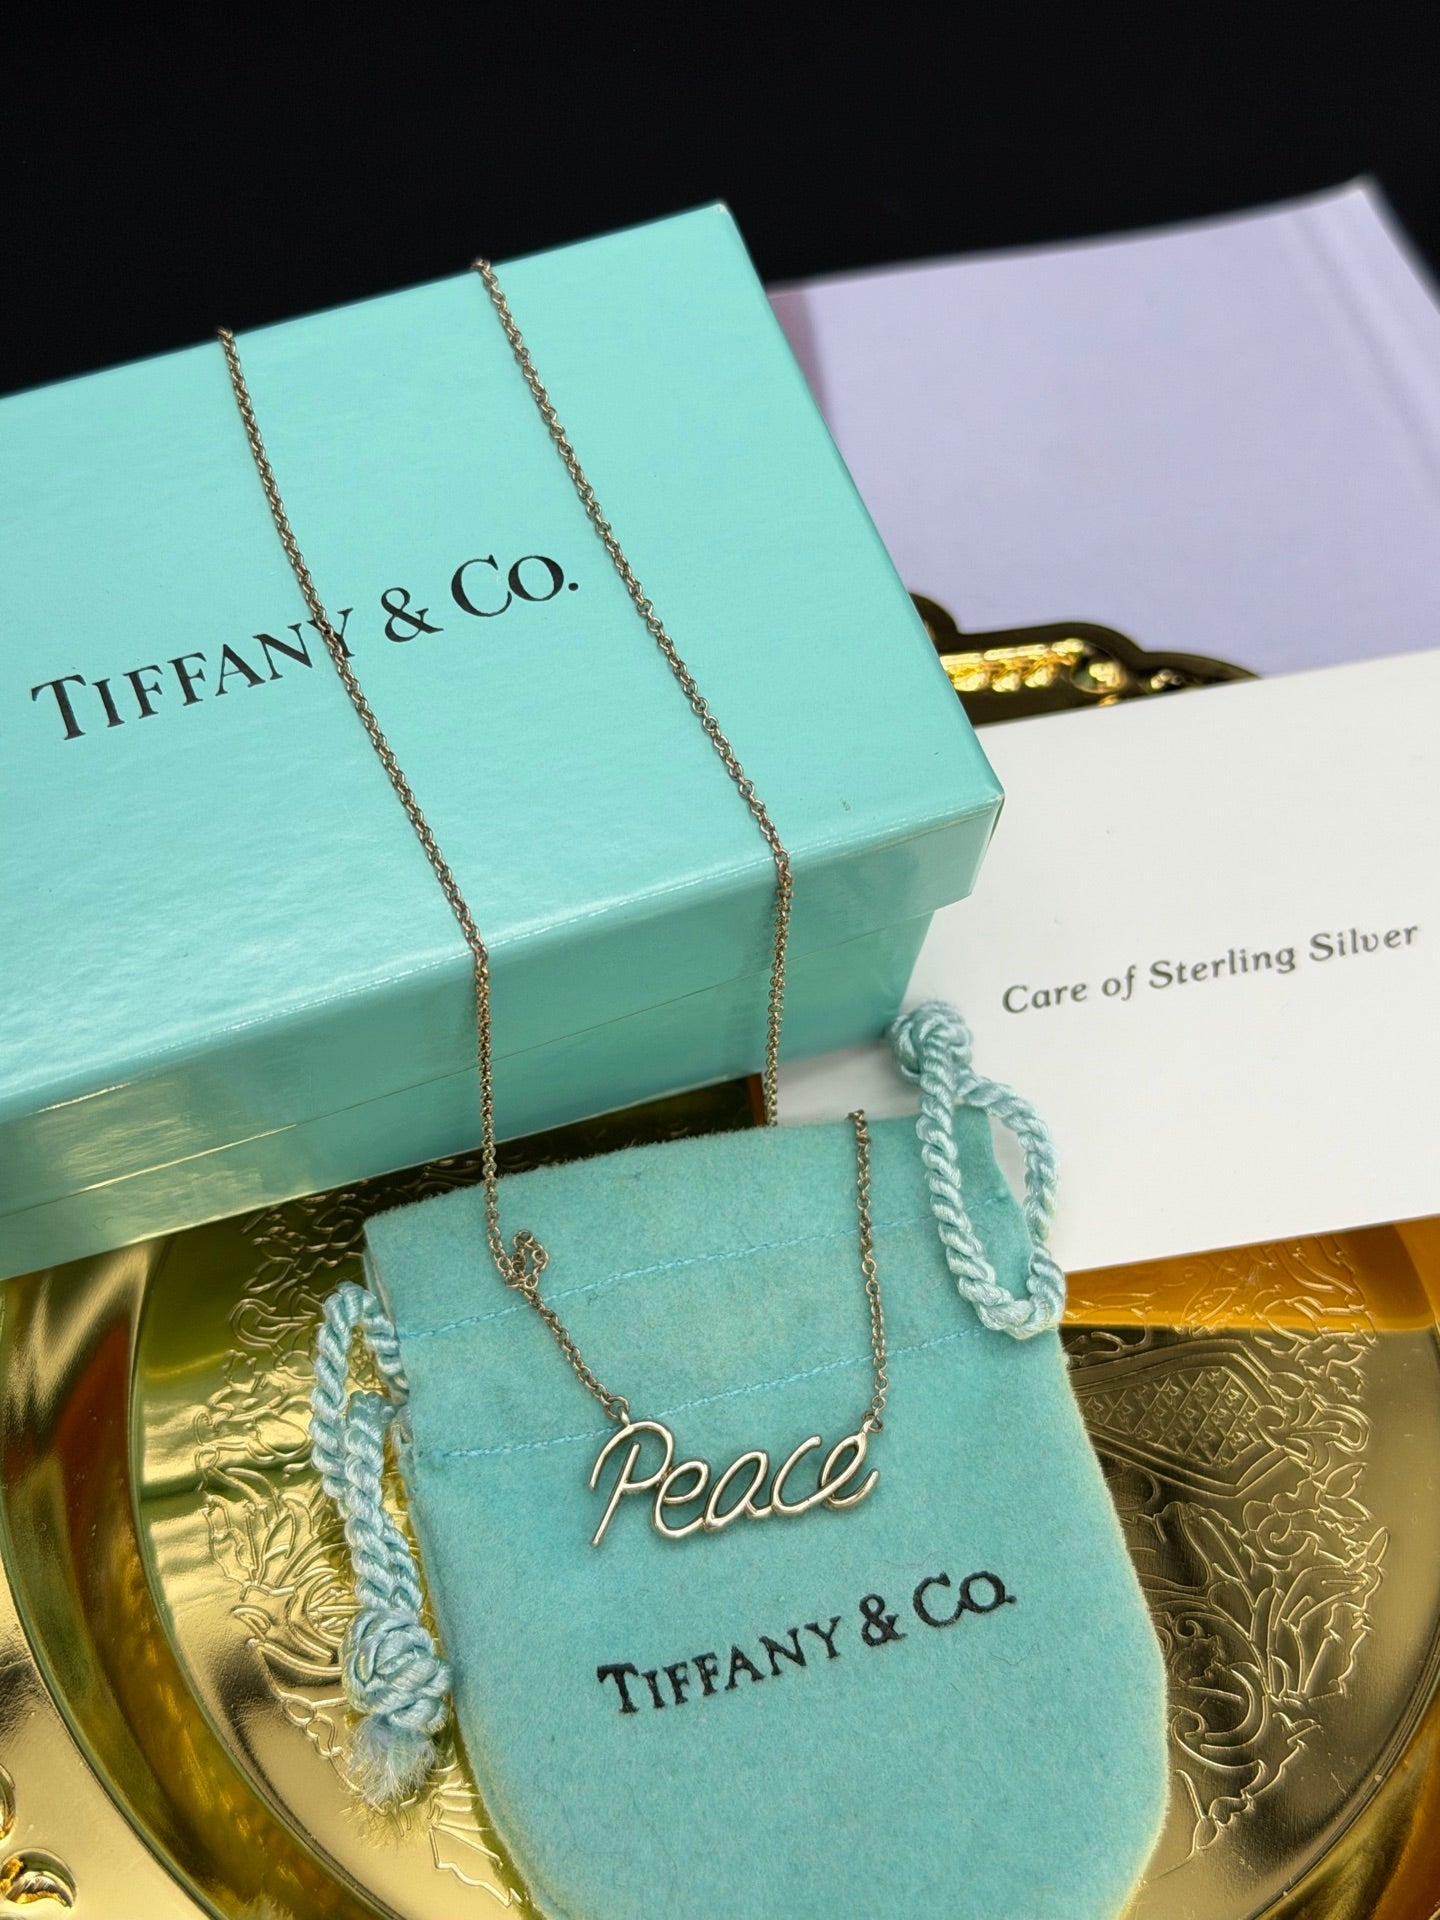 TIFFANY & CO.
Care of Sterling Silver
Peace
TIFFANY & CO.